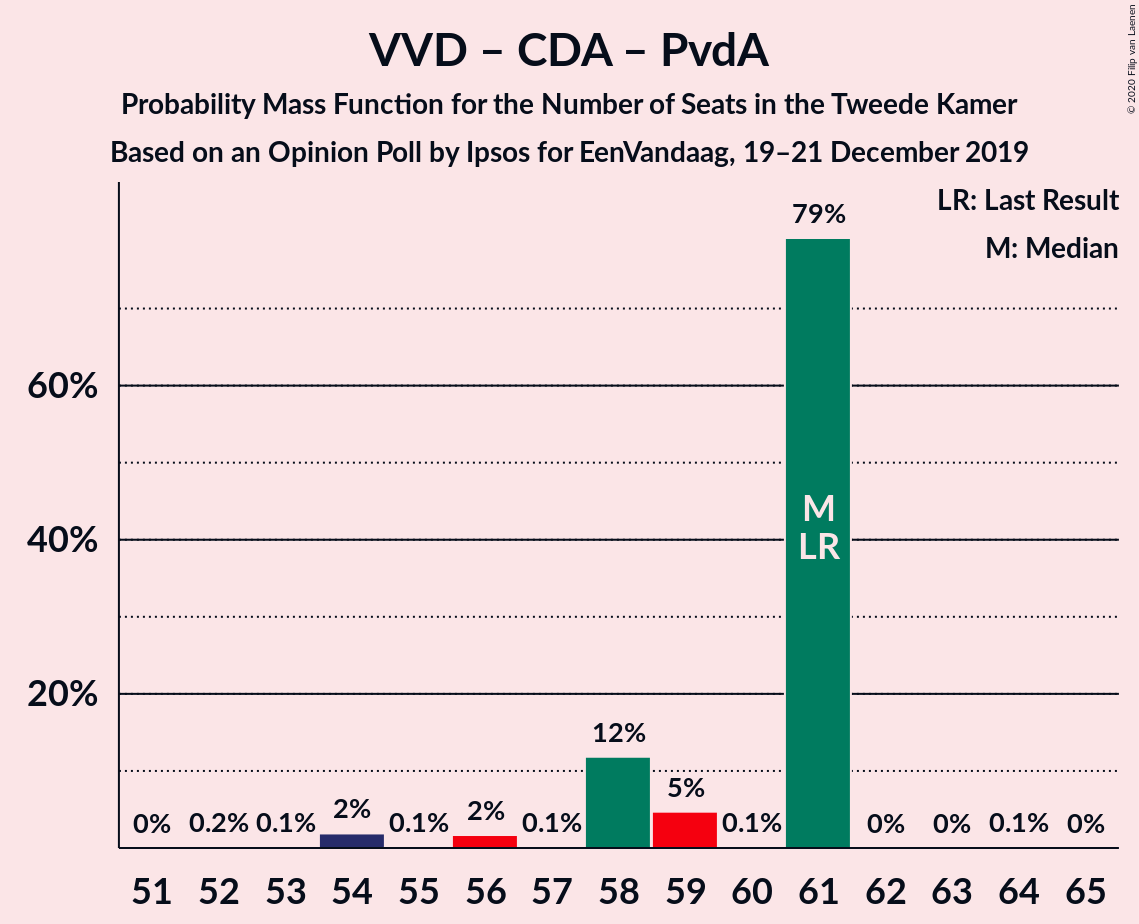 VVD – CDA – PvdA
Probability Mass Function for the Number of Seats in the Tweede Kamer
Based on an Opinion Poll by Ipsos for EenVandaag, 19–21 December 2019
© 2020 Filip van Laenen
LR: Last Result
M: Median
60%
40%
20%
0% 0.2% 0.1% 2% 0.1% 2% 0.1% 12% 5% 0.1% 79% 0% 0% 0.1% 0%
M
LR
51 52 53 54 55 56 57 58 59 60 61 62 63 64 65